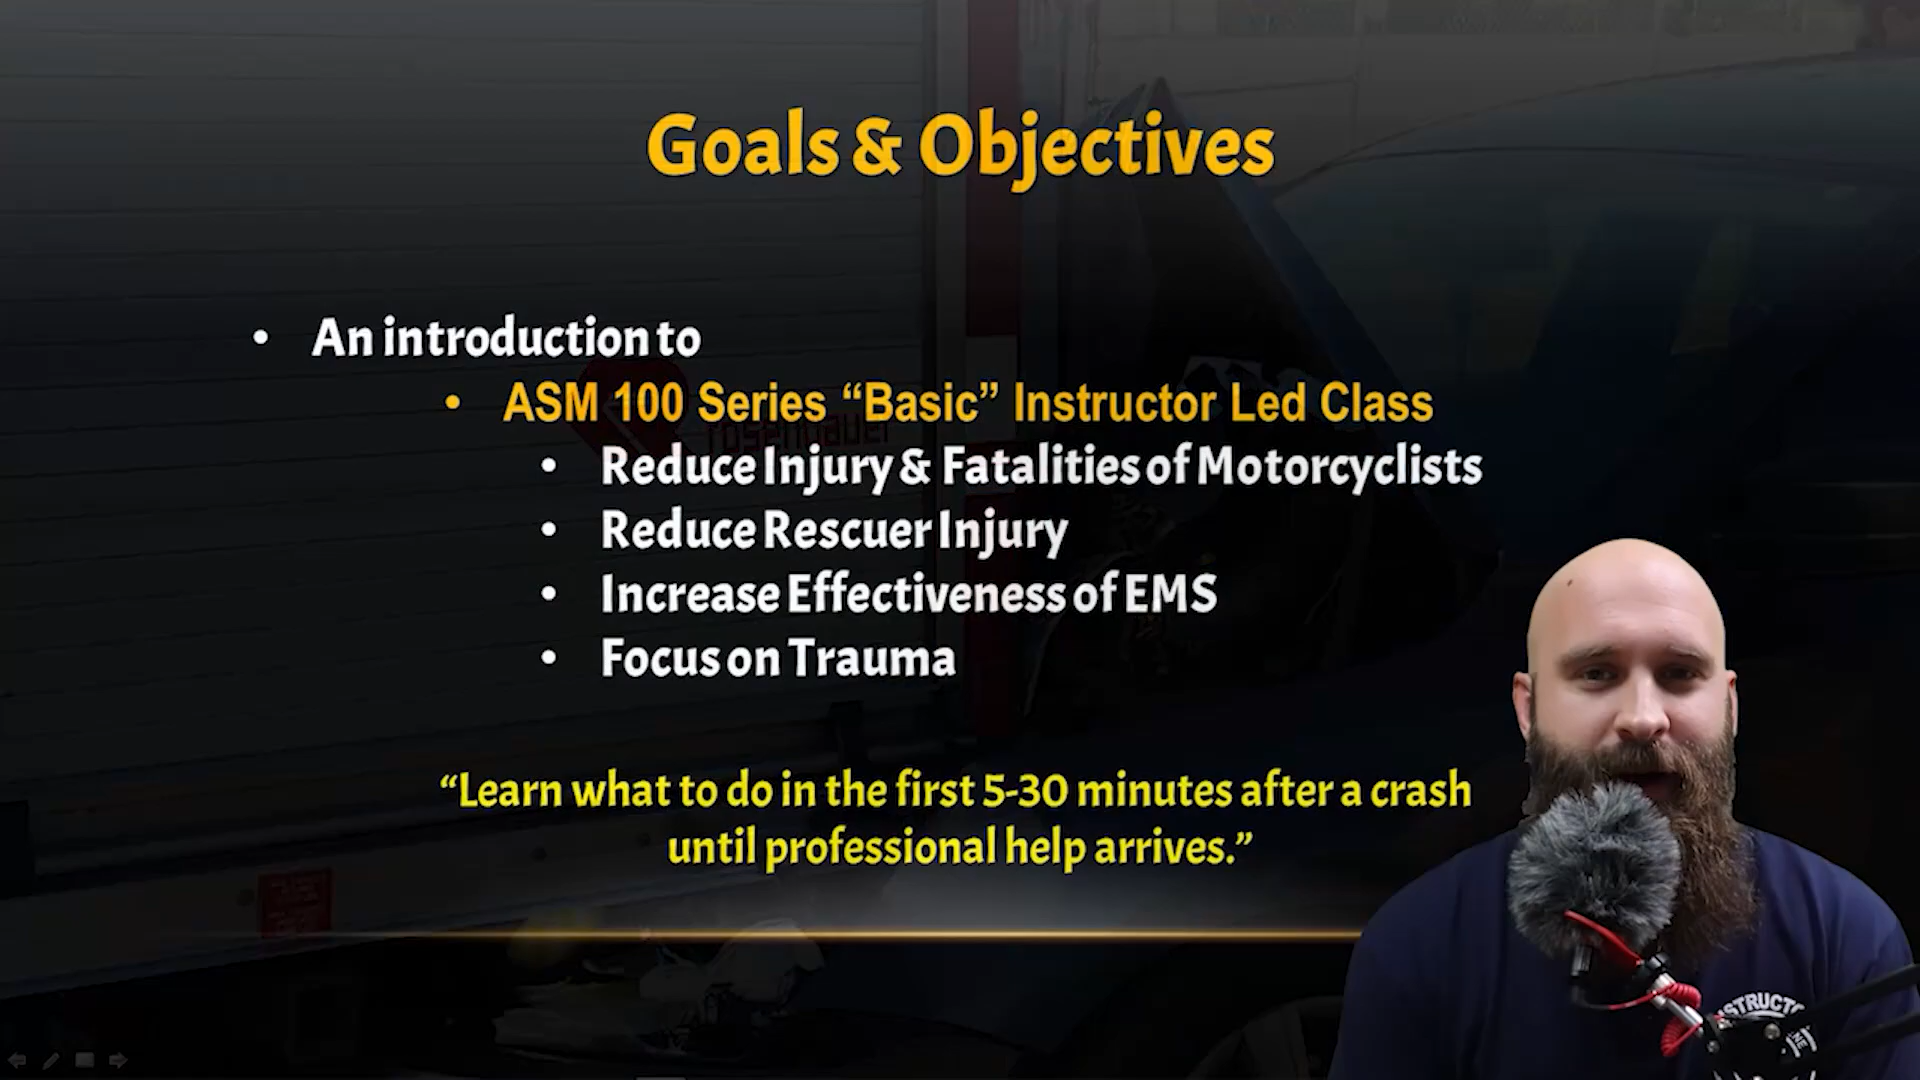 Goals & Objectives
• An introduction to
• ASM 100 Series “Basic” Instructor Led Class
rosenbauer
• Reduce Injury & Fatalities of Motorcyclists
• Reduce Rescuer Injury
• Increase Effectiveness of EMS
• Focus on Trauma
“Learn what to do in the first 5-30 minutes after a crash
until professional help arrives.”